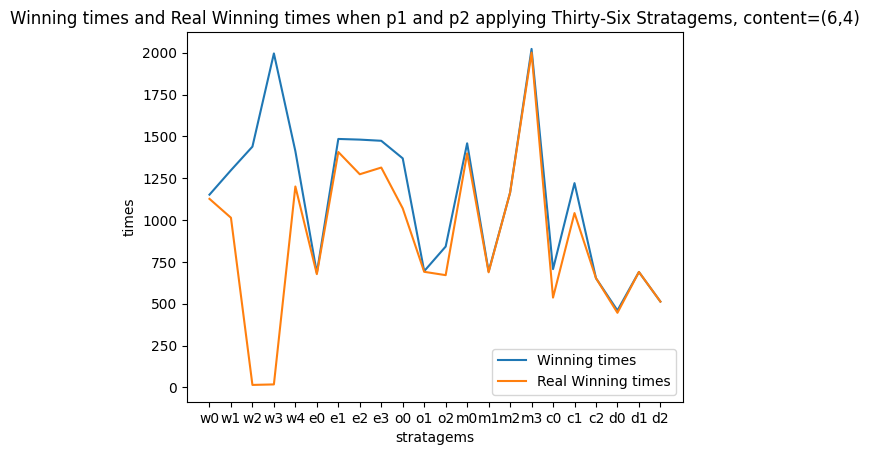 Winning times and Real Winning times when p1 and p2 applying Thirty-Six Stratagems, content=(6,4)
2000
1750
1500
1250
1000
750
500
250
0
times
w0 w1 w2 w3 w4 e0 e1 e2 e3 o0 o1 o2 m0 m1 m2 m3 c0 c1 c2 d0 d1 d2
stratagems
Winning times
Real Winning times